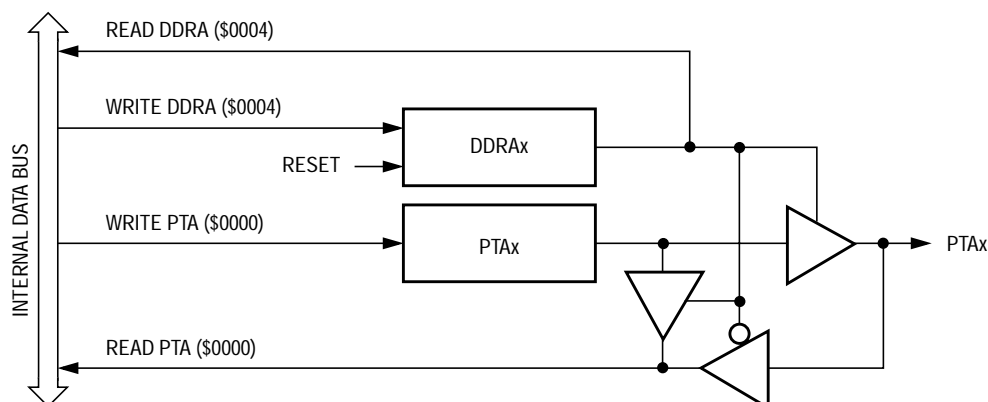 READ DDRA ($0004)
WRITE DDRA ($0004)
DDRAx
RESET
INTERNAL DATA BUS
WRITE PTA ($0000)
PTAx
PTAx
READ PTA ($0000)